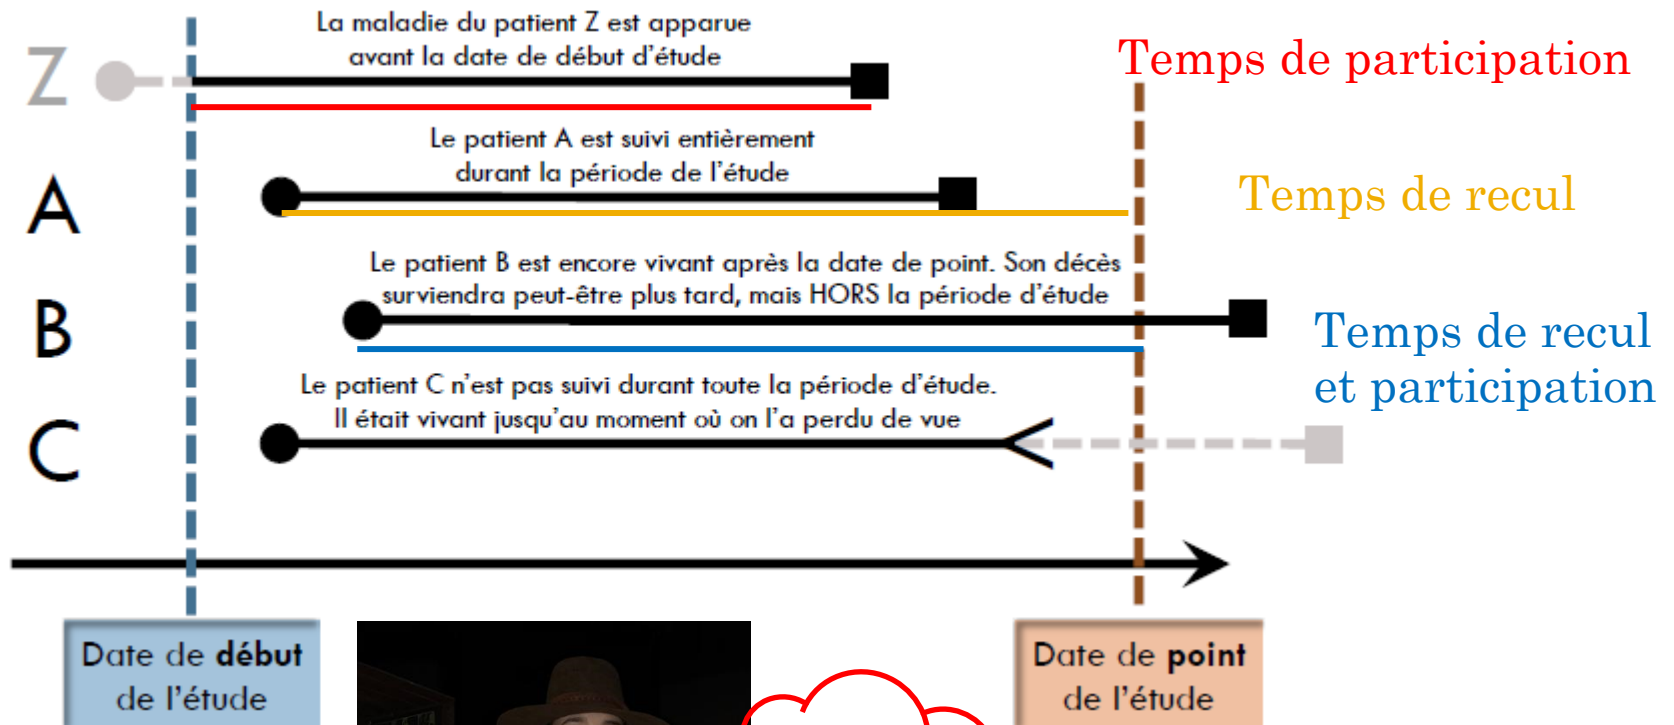 La maladie du patient Z est apparue
avant la date de début d'étude
Temps de participation
Z
Le patient A est suivi entièrement
durant la période de l'étude
A
Temps de recul
Le patient B est encore vivant après la date de point. Son décès
surviendra peut-être plus tard, mais HORS la période d'étude
B
Temps de recul
et participation
Le patient C n'est pas suivi durant toute la période d'étude.
Il était vivant jusqu'au moment où on l'a perdu de vue
C
Date de début
de l'étude
Date de point
de l'étude